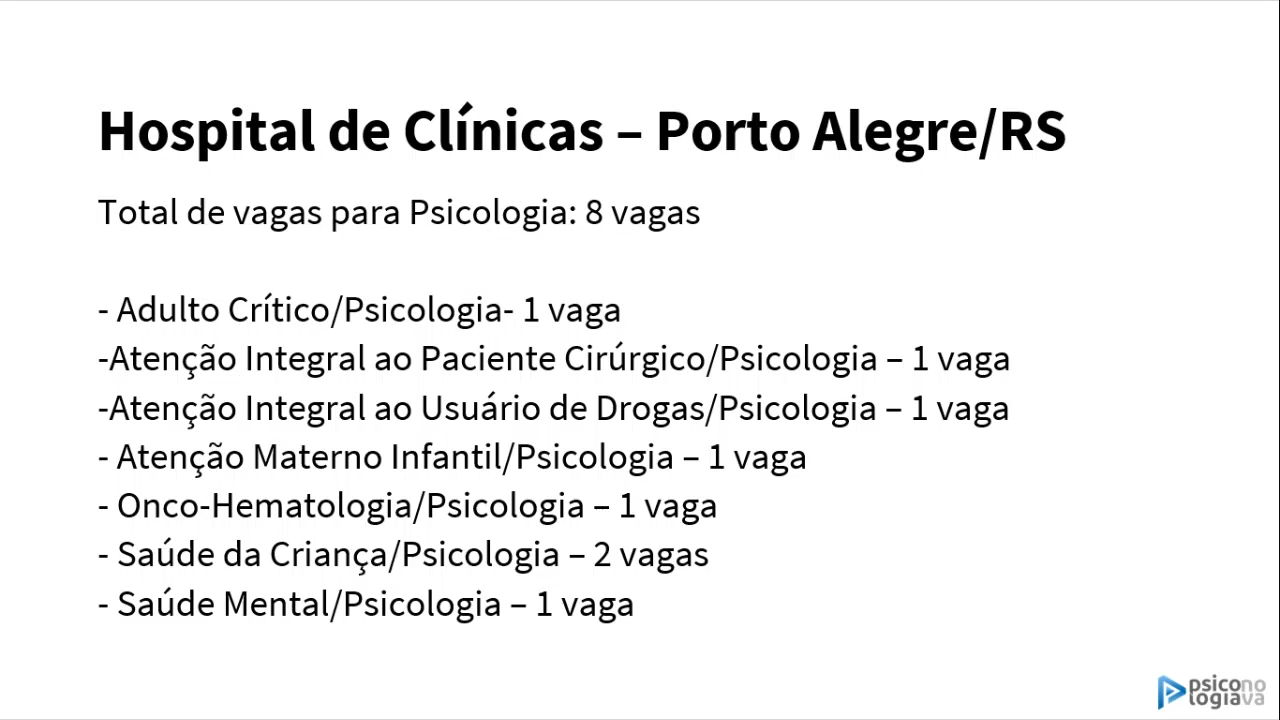 Hospital de Clínicas – Porto Alegre/RS
Total de vagas para Psicologia: 8 vagas
- Adulto Crítico/Psicologia- 1 vaga
-Atenção Integral ao Paciente Cirúrgico/Psicologia – 1 vaga
-Atenção Integral ao Usuário de Drogas/Psicologia – 1 vaga
- Atenção Materno Infantil/Psicologia – 1 vaga
- Onco-Hematologia/Psicologia – 1 vaga
- Saúde da Criança/Psicologia – 2 vagas
- Saúde Mental/Psicologia – 1 vaga
psicono
logiava